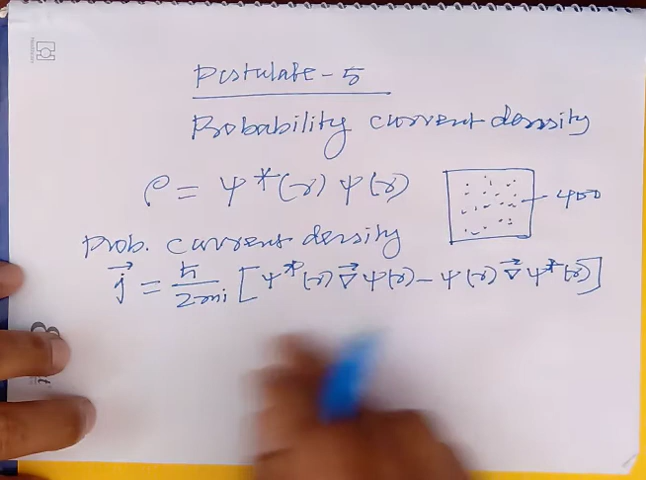 Postulate-5
Probability current density
ρ = ψ*(r) ψ(r)
400
Prob. current density
j⃗ = ħ/2mi [ψ*(r) ∇⃗ ψ(r) - ψ(r) ∇⃗ ψ*(r)]